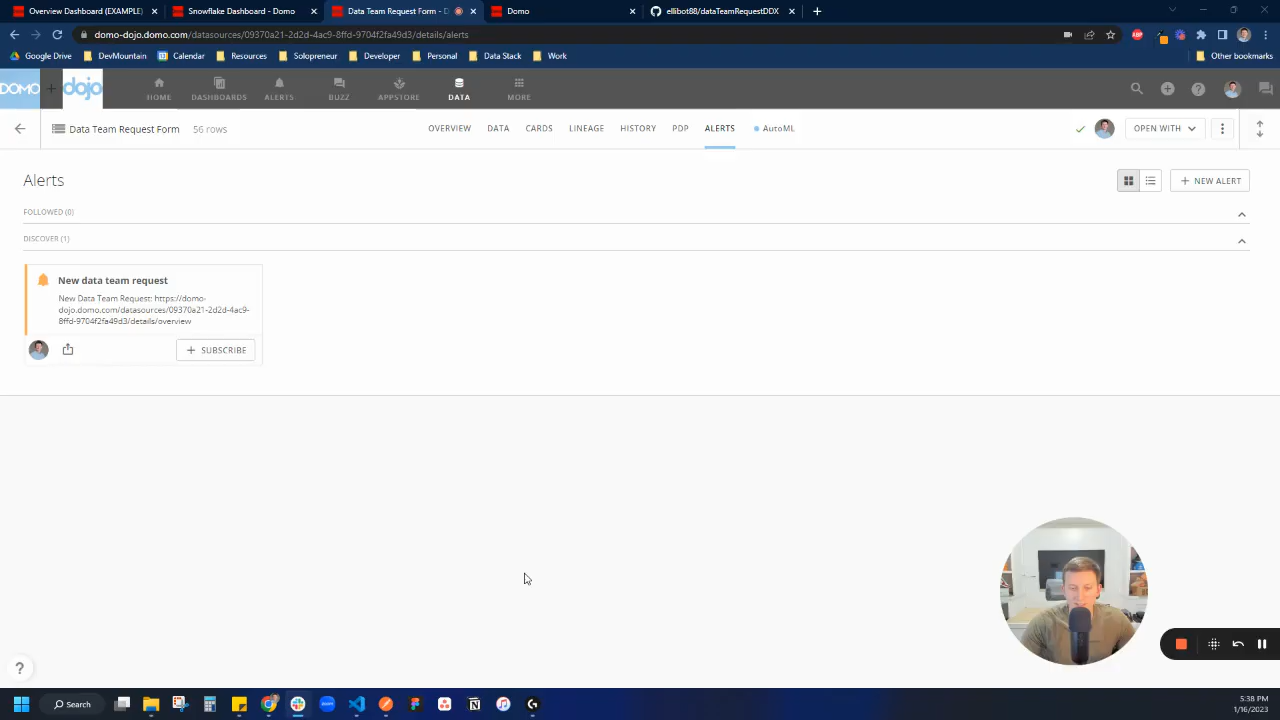 Overview Dashboard (EXAMPLE)
Snowflake Dashboard - Domo
Data Team Request Form - D
Domo
ellibot88/dataTeamRequestDDX
domo-dojo.domo.com/datasources/09370a21-2d2d-4ac9-8ffd-9704f2fa49d3/details/alerts
Google Drive
DevMountain
Calendar
Resources
Solopreneur
Developer
Personal
Data Stack
Work
Other bookmarks
DOMO
dojo
HOME
DASHBOARDS
ALERTS
BUZZ
APPSTORE
DATA
MORE
Data Team Request Form 56 rows
OVERVIEW
DATA
CARDS
LINEAGE
HISTORY
PDP
ALERTS
AutoML
OPEN WITH
Alerts
+ NEW ALERT
FOLLOWED (0)
DISCOVER (1)
New data team request
New Data Team Request: https://domo-
dojo.domo.com/datasources/09370a21-2d2d-4ac9-
8ffd-9704f2fa49d3/details/overview
+ SUBSCRIBE
?
Search
5:38 PM
1/16/2023